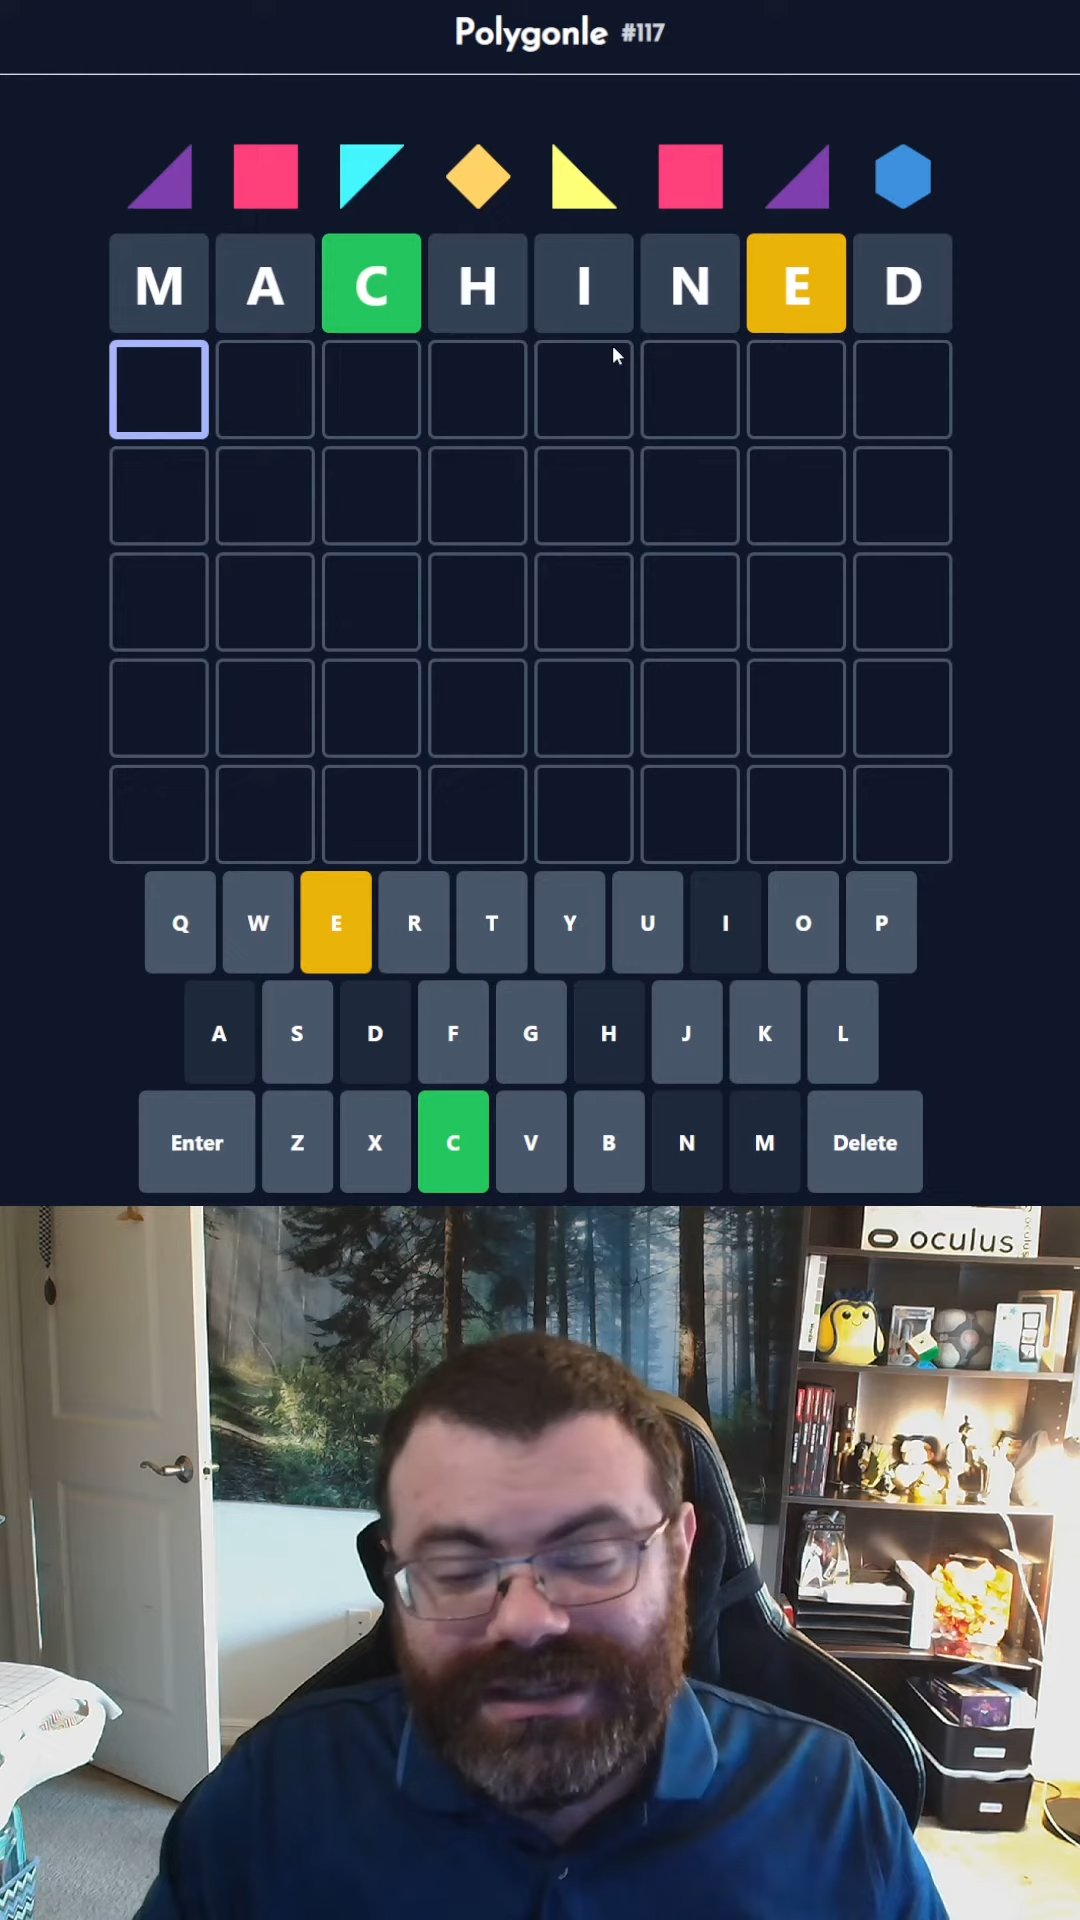 Polygonle #117
M A C H I N E D
Q W E R T Y U I O P
A S D F G H J K L
Enter Z X C V B N M Delete
oculus